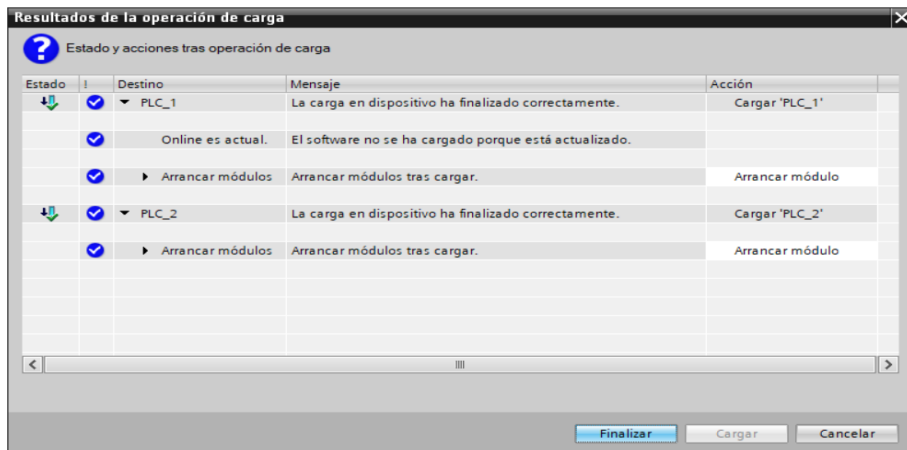 Resultados de la operación de carga
Estado y acciones tras operación de carga
Estado ! Destino Mensaje Acción
PLC_1 La carga en dispositivo ha finalizado correctamente. Cargar 'PLC_1'
Online es actual. El software no se ha cargado porque está actualizado.
Arrancar módulos Arrancar módulos tras cargar. Arrancar módulo
PLC_2 La carga en dispositivo ha finalizado correctamente. Cargar 'PLC_2'
Arrancar módulos Arrancar módulos tras cargar. Arrancar módulo
Finalizar Cargar Cancelar